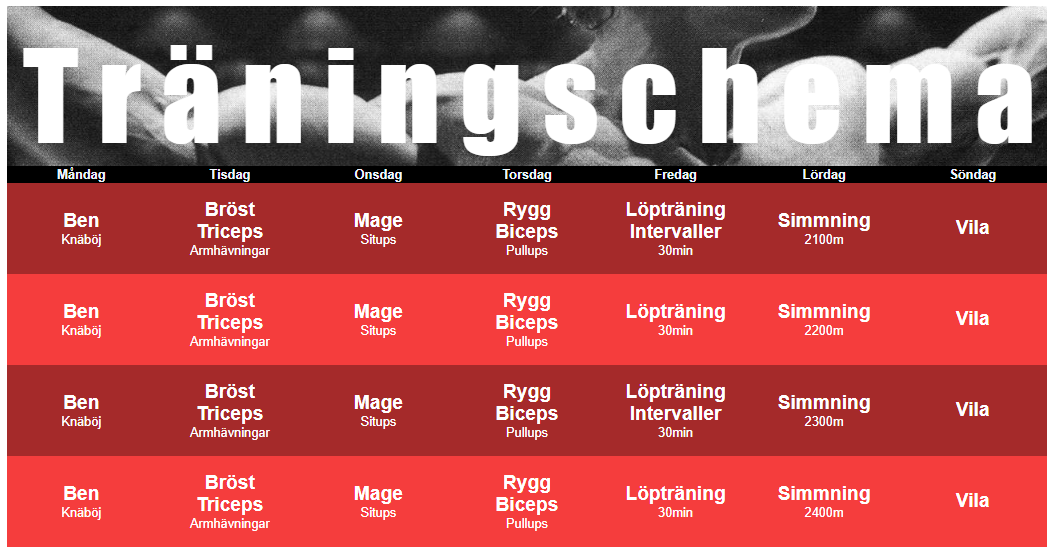 Träningschema
Måndag Tisdag Onsdag Torsdag Fredag Lördag Söndag
Ben
Knäböj
Bröst
Triceps
Armhävningar
Mage
Situps
Rygg
Biceps
Pullups
Löpträning
Intervaller
30min
Simmning
2100m
Vila
Ben
Knäböj
Bröst
Triceps
Armhävningar
Mage
Situps
Rygg
Biceps
Pullups
Löpträning
30min
Simmning
2200m
Vila
Ben
Knäböj
Bröst
Triceps
Armhävningar
Mage
Situps
Rygg
Biceps
Pullups
Löpträning
Intervaller
30min
Simmning
2300m
Vila
Ben
Knäböj
Bröst
Triceps
Armhävningar
Mage
Situps
Rygg
Biceps
Pullups
Löpträning
30min
Simmning
2400m
Vila